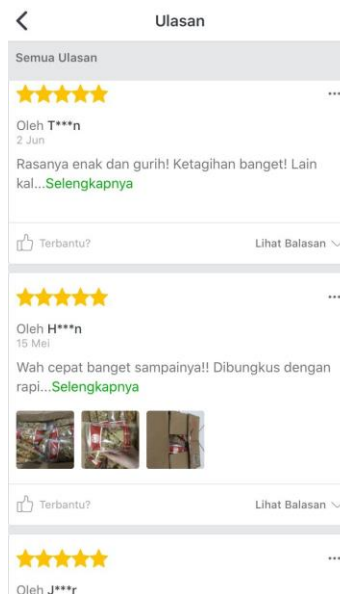 Ulasan
Semua Ulasan
Oleh T***n
2 Jun
Rasanya enak dan gurih! Ketagihan banget! Lain
kal...Selengkapnya
Terbantu?
Lihat Balasan
Oleh H***n
15 Mei
Wah cepat banget sampainya!! Dibungkus dengan
rapi...Selengkapnya
Terbantu?
Lihat Balasan
Oleh J***r